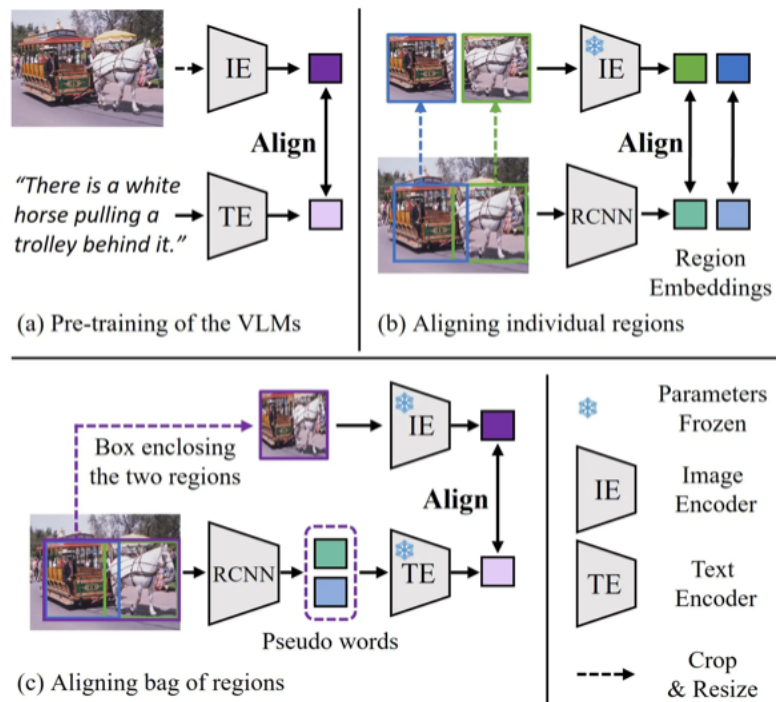 IE
Align
"There is a white
horse pulling a
trolley behind it."
TE
(a) Pre-training of the VLMs
IE
Align
RCNN
Region
Embeddings
(b) Aligning individual regions
Box enclosing
the two regions
IE
Align
RCNN
TE
Pseudo words
(c) Aligning bag of regions
Parameters
Frozen
IE
Image
Encoder
TE
Text
Encoder
Crop
& Resize